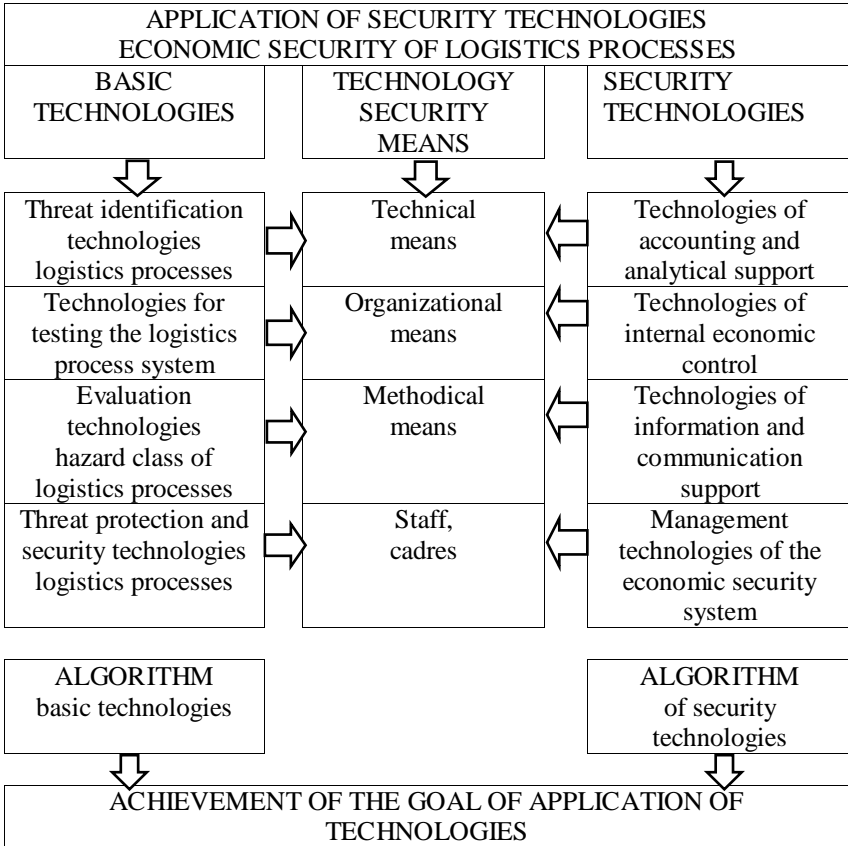 APPLICATION OF SECURITY TECHNOLOGIES
ECONOMIC SECURITY OF LOGISTICS PROCESSES
BASIC
TECHNOLOGIES
TECHNOLOGY
SECURITY
MEANS
SECURITY
TECHNOLOGIES
Threat identification
technologies
logistics processes
Technical
means
Technologies of
accounting and
analytical support
Technologies for
testing the logistics
process system
Organizational
means
Technologies of
internal economic
control
Evaluation
technologies
hazard class of
logistics processes
Methodical
means
Technologies of
information and
communication
support
Threat protection and
security technologies
logistics processes
Staff,
cadres
Management
technologies of the
economic security
system
ALGORITHM
basic technologies
ALGORITHM
of security
technologies
ACHIEVEMENT OF THE GOAL OF APPLICATION OF
TECHNOLOGIES